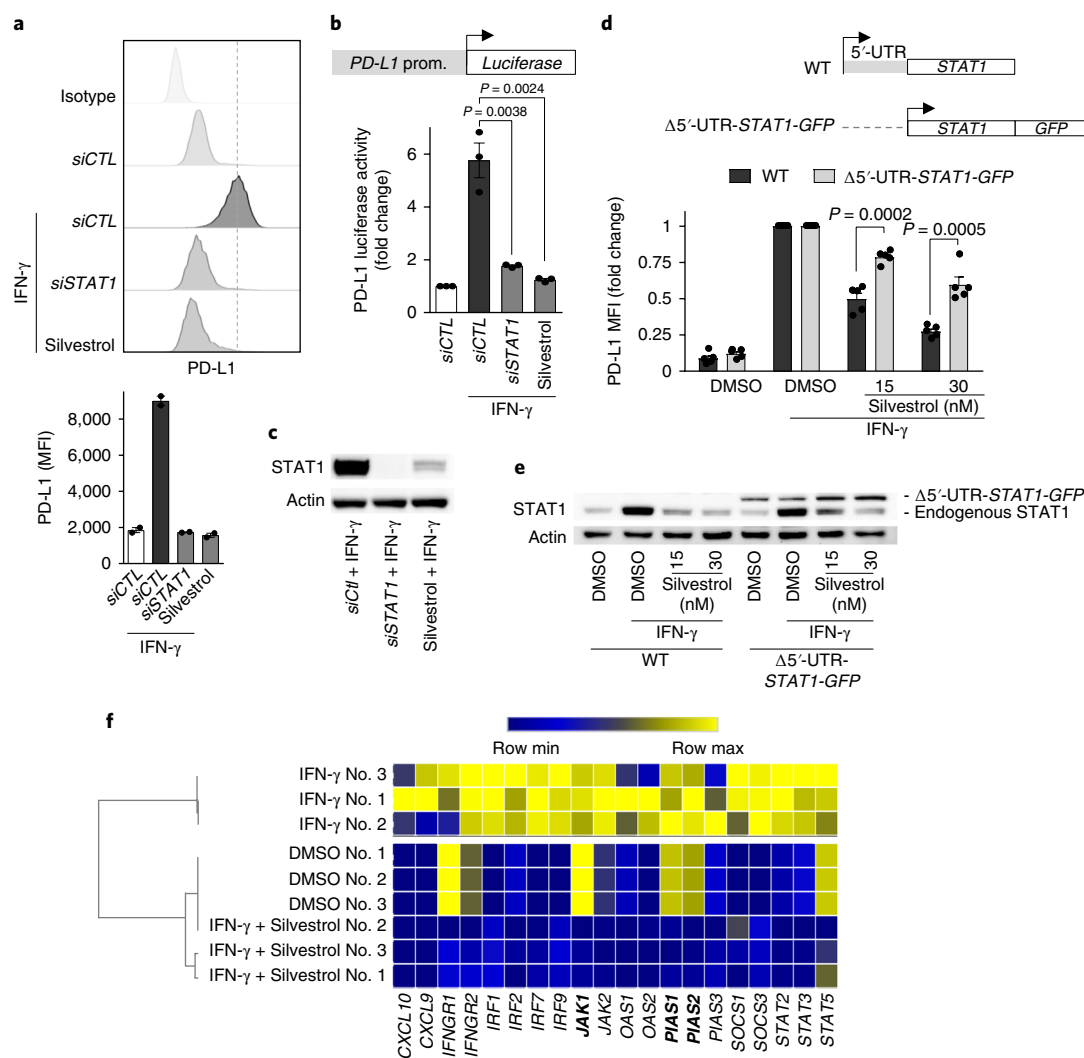 a
Isotype
siCTL
siCTL
siSTAT1
Silvestrol
IFN-γ
PD-L1
8,000
6,000
4,000
2,000
0
PD-L1 (MFI)
siCTL
siCTL
siSTAT1
Silvestrol
IFN-γ
b
PD-L1 prom.
Luciferase
P = 0.0024
P = 0.0038
6
4
2
0
PD-L1 luciferase activity
(fold change)
siCTL
siCTL
siSTAT1
Silvestrol
IFN-γ
c
STAT1
Actin
siCtl + IFN-γ
siSTAT1 + IFN-γ
Silvestrol + IFN-γ
d
5′-UTR
WT
STAT1
Δ5′-UTR-STAT1-GFP
STAT1
GFP
WT
Δ5′-UTR-STAT1-GFP
P = 0.0002
P = 0.0005
1
0.75
0.5
0.25
0
PD-L1 MFI (fold change)
DMSO
DMSO
15
30
Silvestrol (nM)
IFN-γ
e
STAT1
Actin
- Δ5′-UTR-STAT1-GFP
- Endogenous STAT1
DMSO
DMSO
15
30
Silvestrol
(nM)
IFN-γ
WT
DMSO
DMSO
15
30
Silvestrol
(nM)
IFN-γ
Δ5′-UTR-
STAT1-GFP
f
Row min
Row max
IFN-γ No. 3
IFN-γ No. 1
IFN-γ No. 2
DMSO No. 1
DMSO No. 2
DMSO No. 3
IFN-γ + Silvestrol No. 2
IFN-γ + Silvestrol No. 3
IFN-γ + Silvestrol No. 1
CXCL10
CXCL9
IFNGR1
IFNGR2
IRF1
IRF2
IRF7
IRF9
JAK1
JAK2
OAS1
OAS2
PIAS1
PIAS2
PIAS3
SOCS1
SOCS3
STAT2
STAT3
STAT5